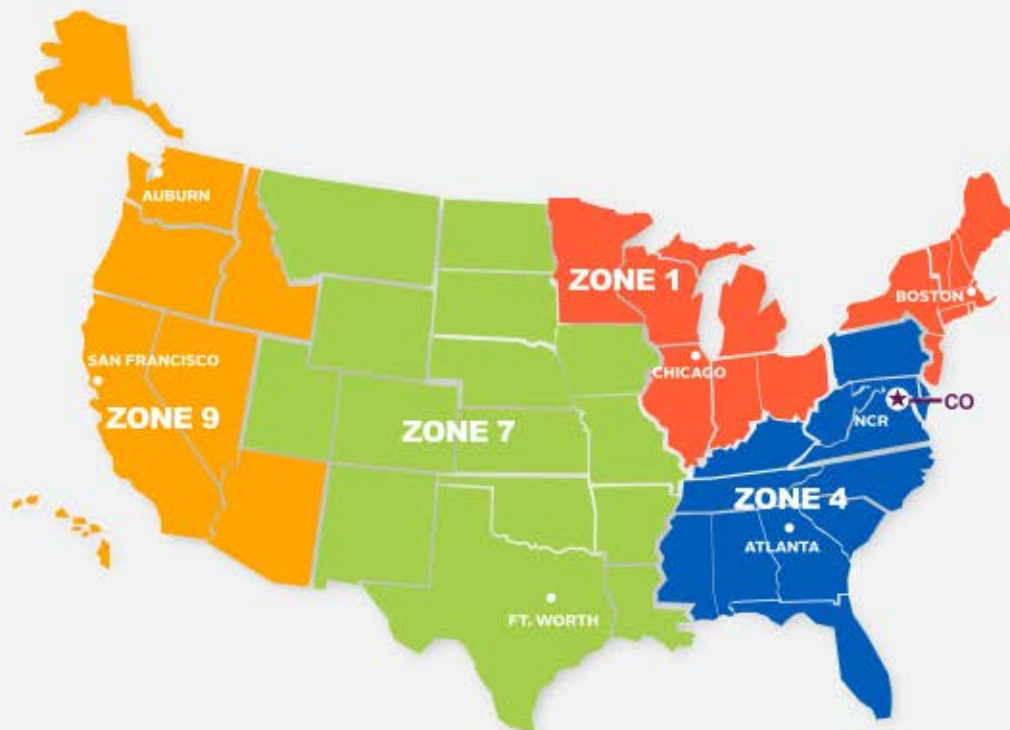 AUBURN
ZONE 1
BOSTON
SAN FRANCISCO
CHICAGO
CO
ZONE 9
ZONE 7
NCR
ZONE 4
ATLANTA
FT. WORTH